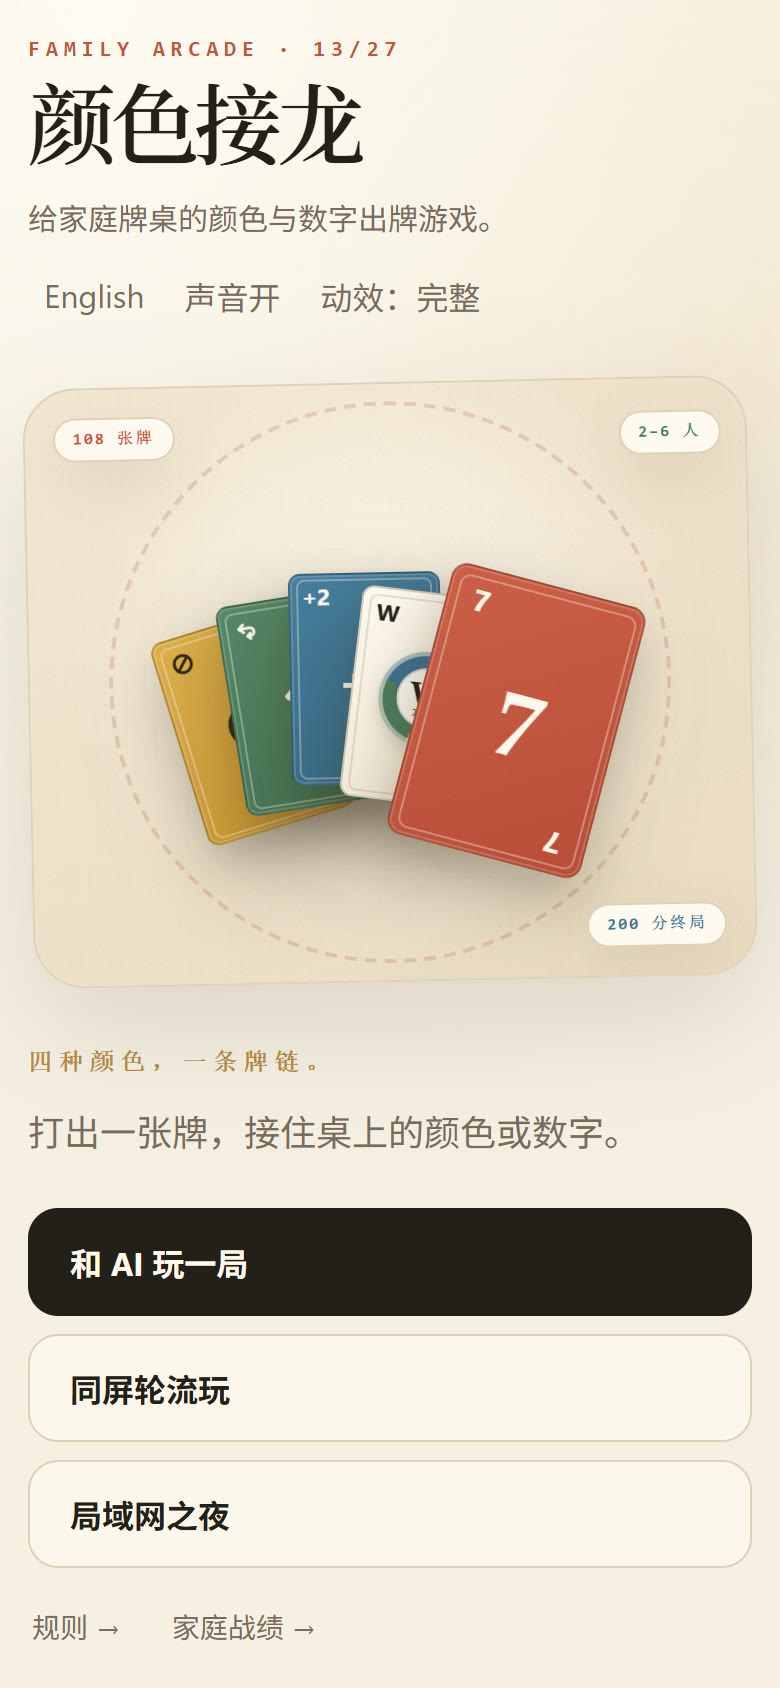 FAMILY ARCADE · 13/27
颜色接龙
给家庭牌桌的颜色与数字出牌游戏。
English 声音开 动效：完整
108 张牌
2-6 人
+2
W
7
7
7
200 分终局
四种颜色，一条牌链。
打出一张牌，接住桌上的颜色或数字。
和 AI 玩一局
同屏轮流玩
局域网之夜
规则 → 家庭战绩 →